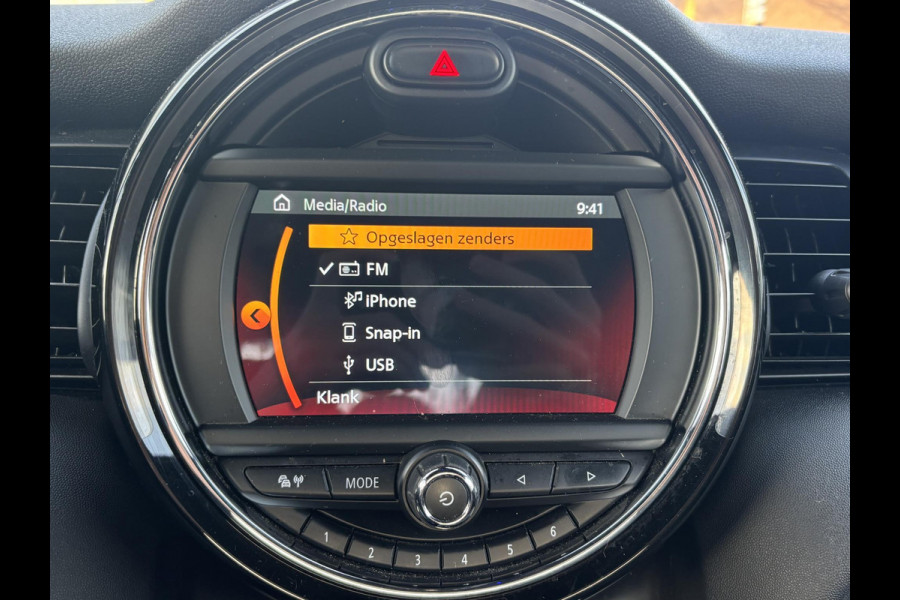 Media/Radio 9:41
Opgeslagen zenders
FM
iPhone
Snap-in
USB
Klank
MODE
1 2 3 4 5 6